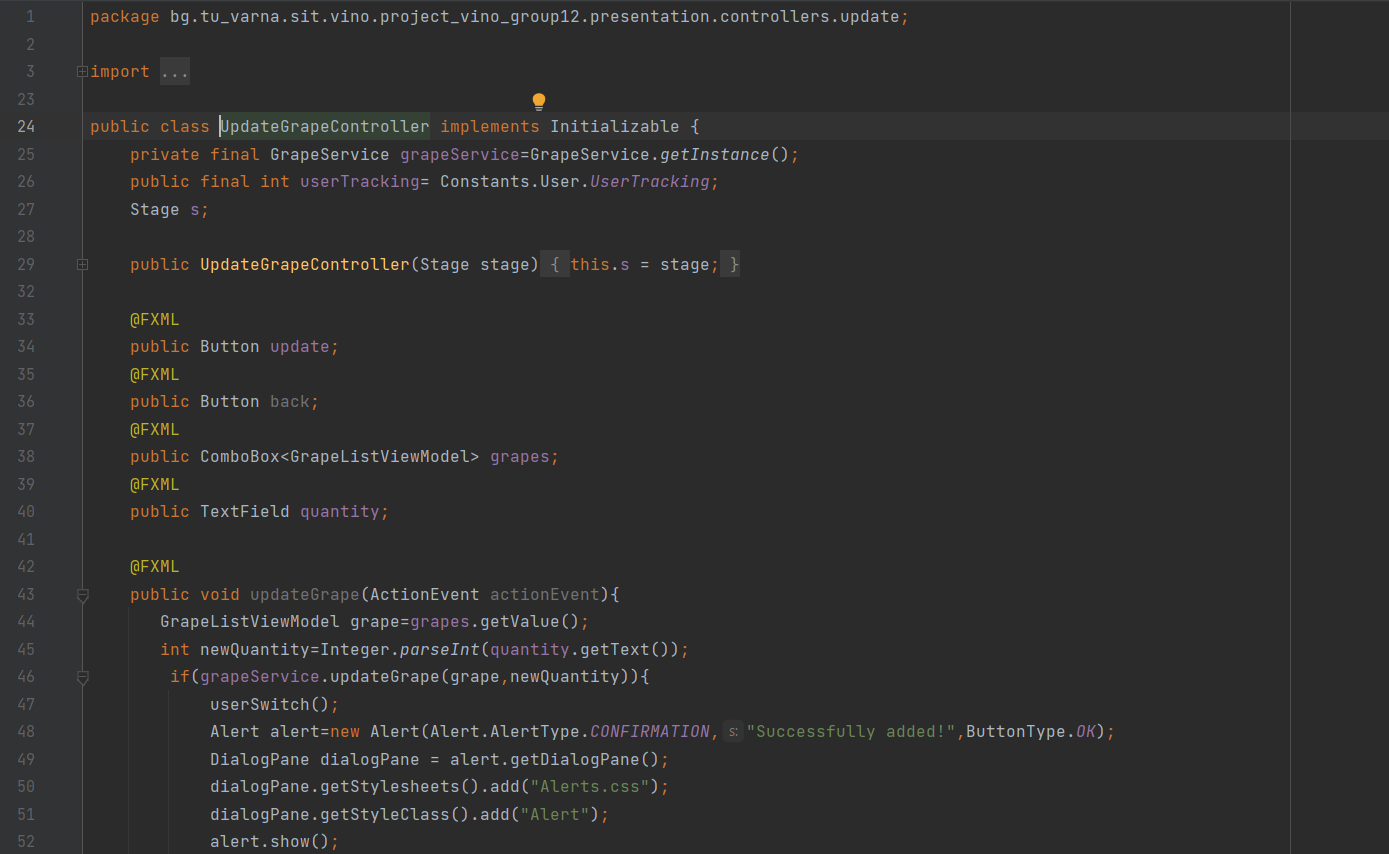 1 package bg.tu_varna.sit.vino.project_vino_group12.presentation.controllers.update;
2
3 import ...
23
24 public class UpdateGrapeController implements Initializable {
25 private final GrapeService grapeService=GrapeService.getInstance();
26 public final int userTracking= Constants.User.UserTracking;
27 Stage s;
28
29 public UpdateGrapeController(Stage stage) { this.s = stage; }
32
33 @FXML
34 public Button update;
35 @FXML
36 public Button back;
37 @FXML
38 public ComboBox<GrapeListViewModel> grapes;
39 @FXML
40 public TextField quantity;
41
42 @FXML
43 public void updateGrape(ActionEvent actionEvent){
44 GrapeListViewModel grape=grapes.getValue();
45 int newQuantity=Integer.parseInt(quantity.getText());
46 if(grapeService.updateGrape(grape,newQuantity)){
47 userSwitch();
48 Alert alert=new Alert(Alert.AlertType.CONFIRMATION, s: "Successfully added!",ButtonType.OK);
49 DialogPane dialogPane = alert.getDialogPane();
50 dialogPane.getStylesheets().add("Alerts.css");
51 dialogPane.getStyleClass().add("Alert");
52 alert.show();